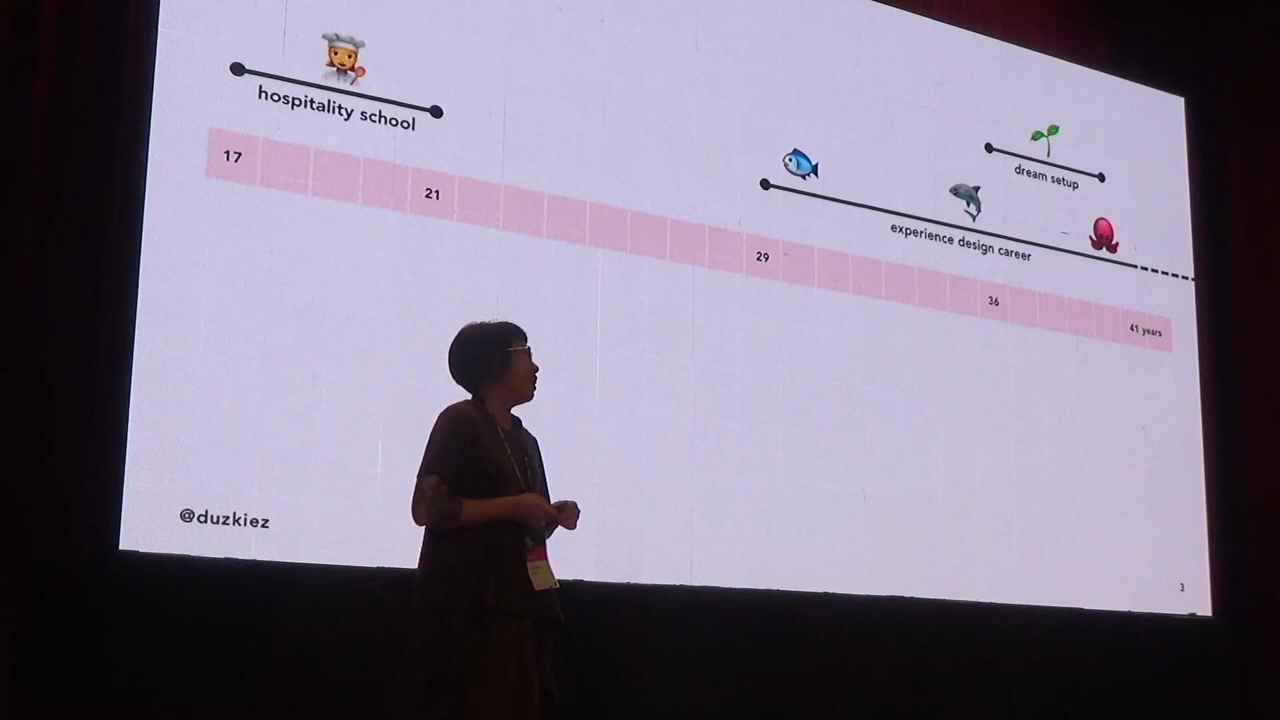 hospitality school
17
21
29
36
41 years
dream setup
experience design career
@duzkiez
3